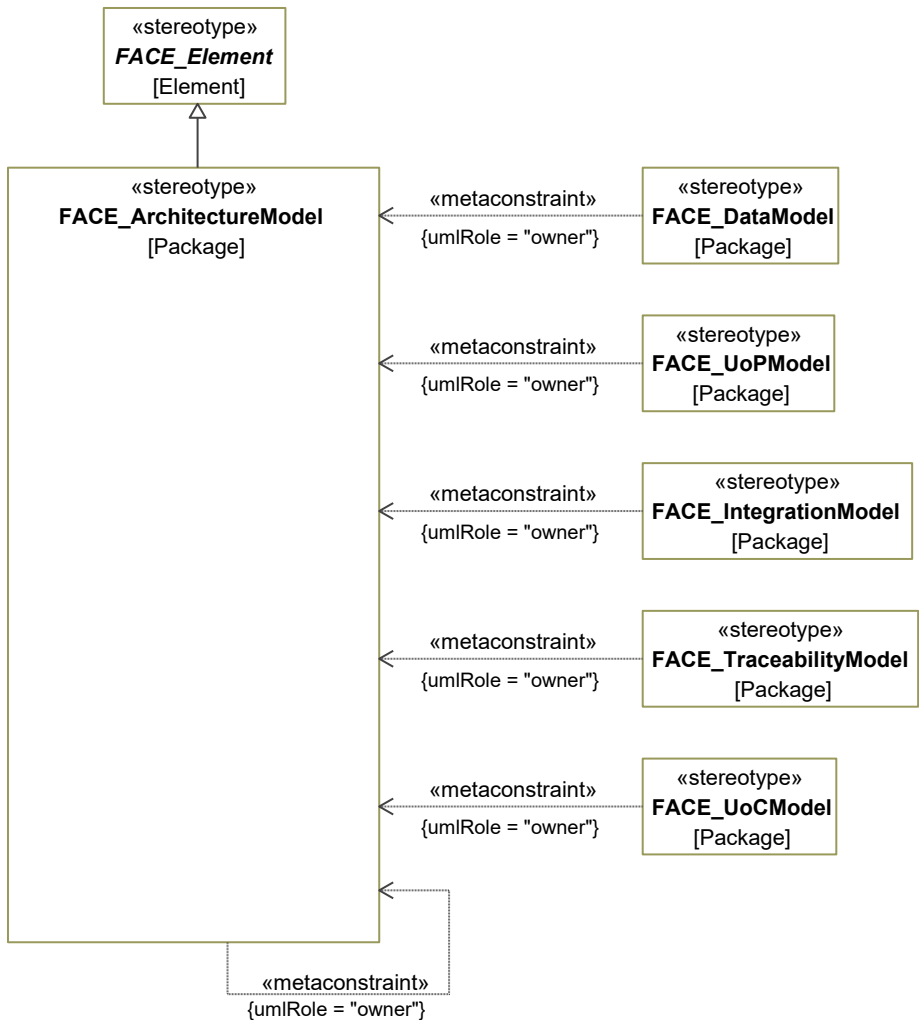 «stereotype»
FACE_Element
[Element]
«stereotype»
FACE_ArchitectureModel
[Package]
«metaconstraint»
{umlRole = "owner"}
«stereotype»
FACE_DataModel
[Package]
«metaconstraint»
{umlRole = "owner"}
«stereotype»
FACE_UoPModel
[Package]
«metaconstraint»
{umlRole = "owner"}
«stereotype»
FACE_IntegrationModel
[Package]
«metaconstraint»
{umlRole = "owner"}
«stereotype»
FACE_TraceabilityModel
[Package]
«metaconstraint»
{umlRole = "owner"}
«stereotype»
FACE_UoCModel
[Package]
«metaconstraint»
{umlRole = "owner"}